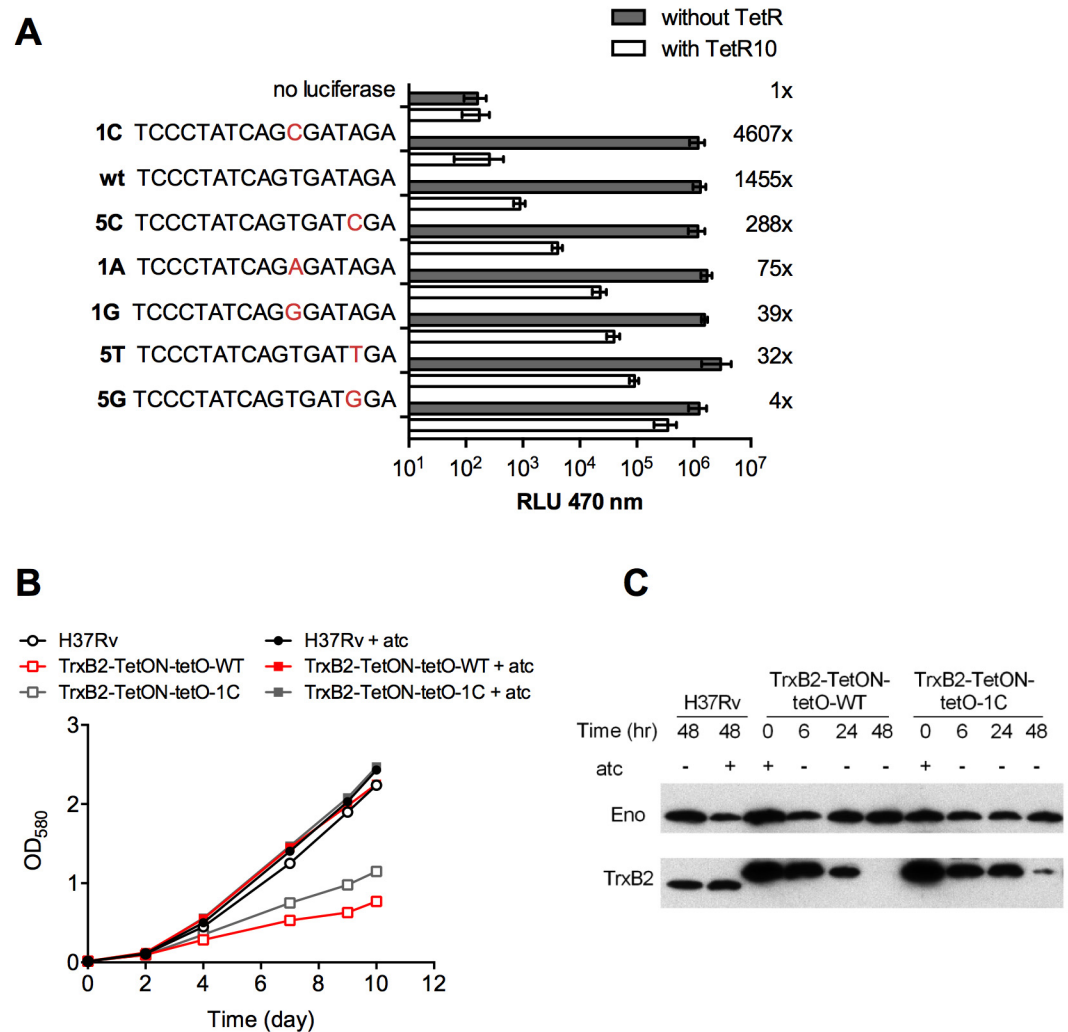 A
without TetR
with TetR10
no luciferase 1x
1C TCCCTATCAGCGATAGA 4607x
wt TCCCTATCAGTGATAGA 1455x
5C TCCCTATCAGTGATCGA 288x
1A TCCCTATCAGAGATAGA 75x
1G TCCCTATCAGGGATAGA 39x
5T TCCCTATCAGTGATTGA 32x
5G TCCCTATCAGTGATGGA 4x
10¹ 10² 10³ 10⁴ 10⁵ 10⁶ 10⁷
RLU 470 nm
B
H37Rv H37Rv + atc
TrxB2-TetON-tetO-WT TrxB2-TetON-tetO-WT + atc
TrxB2-TetON-tetO-1C TrxB2-TetON-tetO-1C + atc
3
2
1
0
OD₅₈₀
0 2 4 6 8 10 12
Time (day)
C
H37Rv
TrxB2-TetON-
tetO-WT
TrxB2-TetON-
tetO-1C
Time (hr) 48 48 0 6 24 48 0 6 24 48
atc - + + - - - + - - -
Eno
TrxB2